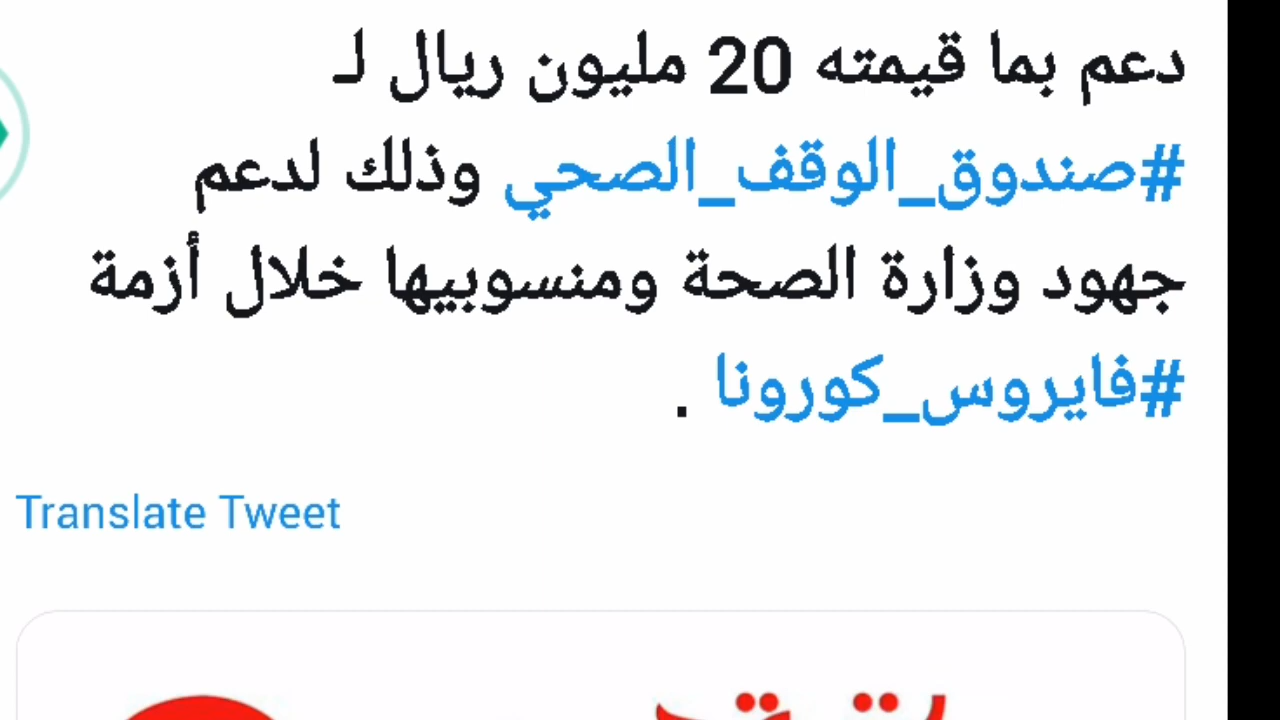 دعم بما قيمته 20 مليون ريال لـ
#صندوق_الوقف_الصحي وذلك لدعم
جهود وزارة الصحة ومنسوبيها خلال أزمة
#فايروس_كورونا .
Translate Tweet